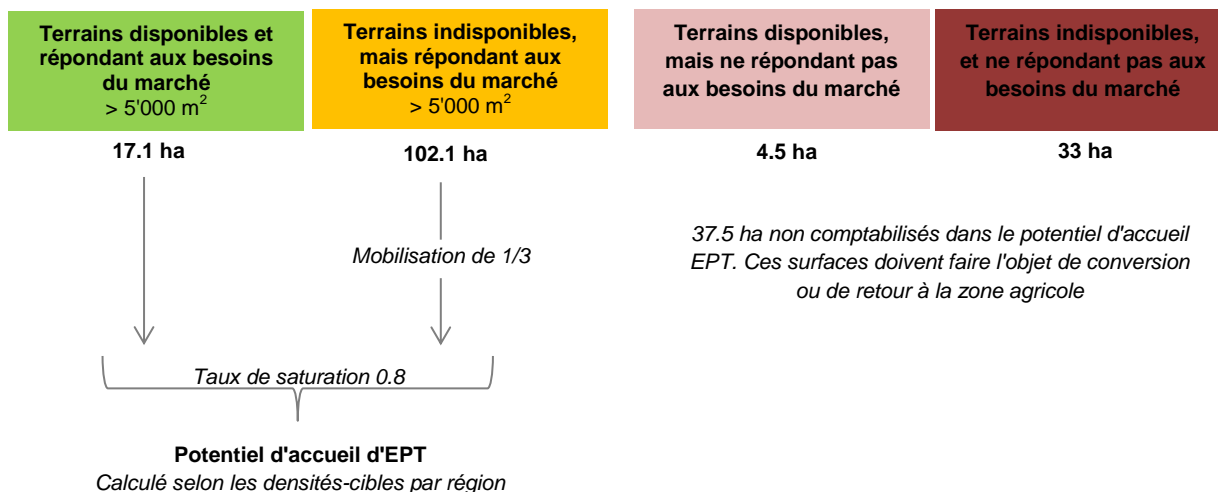 Terrains disponibles et
répondant aux besoins
du marché
> 5'000 m²
17.1 ha
Terrains indisponibles,
mais répondant aux
besoins du marché
> 5'000 m²
102.1 ha
Mobilisation de 1/3
Terrains disponibles,
mais ne répondant pas
aux besoins du marché
4.5 ha
Terrains indisponibles,
et ne répondant pas aux
besoins du marché
33 ha
37.5 ha non comptabilisés dans le potentiel d'accueil
EPT. Ces surfaces doivent faire l'objet de conversion
ou de retour à la zone agricole
Taux de saturation 0.8
Potentiel d'accueil d'EPT
Calculé selon les densités-cibles par région